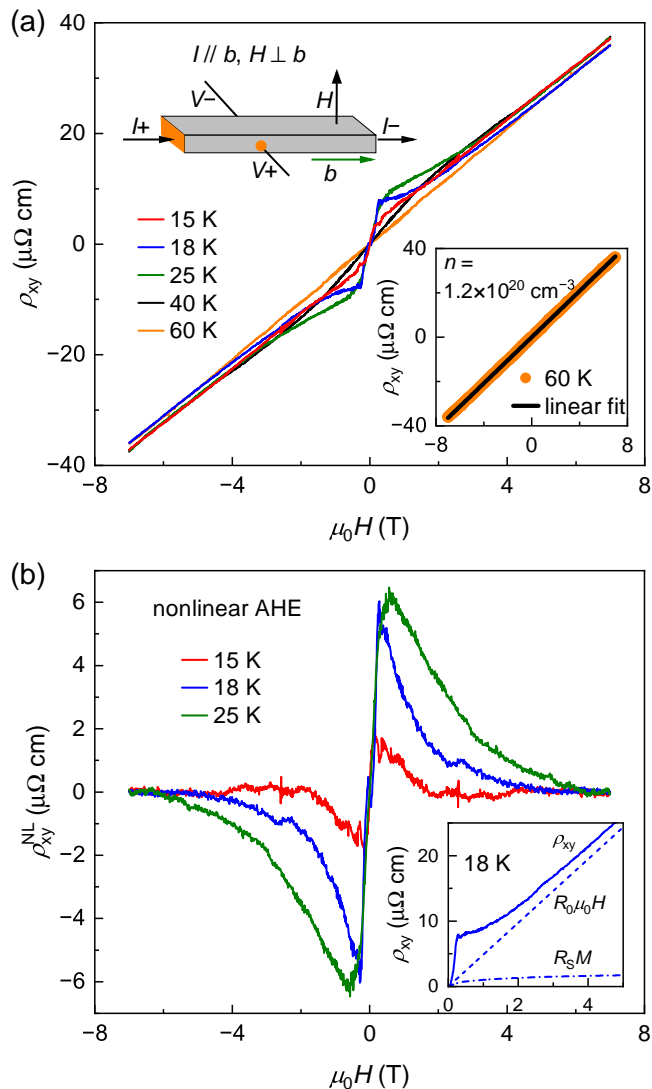 (a)
I // b, H ⊥ b
V−
H
I+
I−
V+
b
15 K
18 K
25 K
40 K
60 K
n =
1.2×10²⁰ cm⁻³
40
0
−40
ρxy (μΩ cm)
60 K
linear fit
−8
0
8
40
20
0
−20
−40
ρxy (μΩ cm)
−8
−4
0
4
8
μ₀H (T)
(b)
nonlinear AHE
15 K
18 K
25 K
6
4
2
0
−2
−4
−6
ρxy^NL (μΩ cm)
18 K
ρxy
R₀μ₀H
RSM
20
10
0
ρxy (μΩ cm)
0
2
4
−8
−4
0
4
8
μ₀H (T)